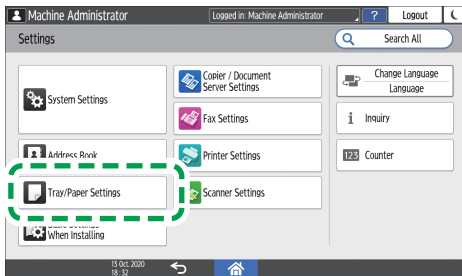 Machine Administrator
Logged in: Machine Administrator
?
Logout
Settings
Search All
System Settings
Copier / Document
Server Settings
Change Language
Language
Fax Settings
i Inquiry
Address Book
Printer Settings
123 Counter
Tray/Paper Settings
Scanner Settings
Basic Settings
When Installing
13 Oct. 2020
18:32